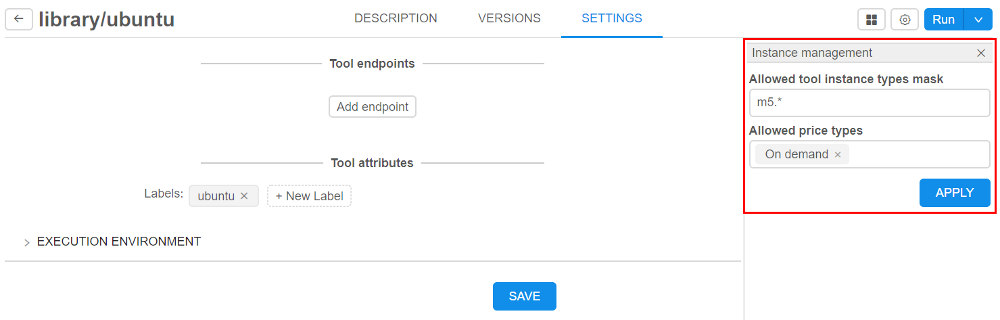 library/ubuntu
DESCRIPTION VERSIONS SETTINGS
Run
Tool endpoints
Add endpoint
Tool attributes
Labels: ubuntu × + New Label
> EXECUTION ENVIRONMENT
SAVE
Instance management ×
Allowed tool instance types mask
m5.*
Allowed price types
On demand ×
APPLY